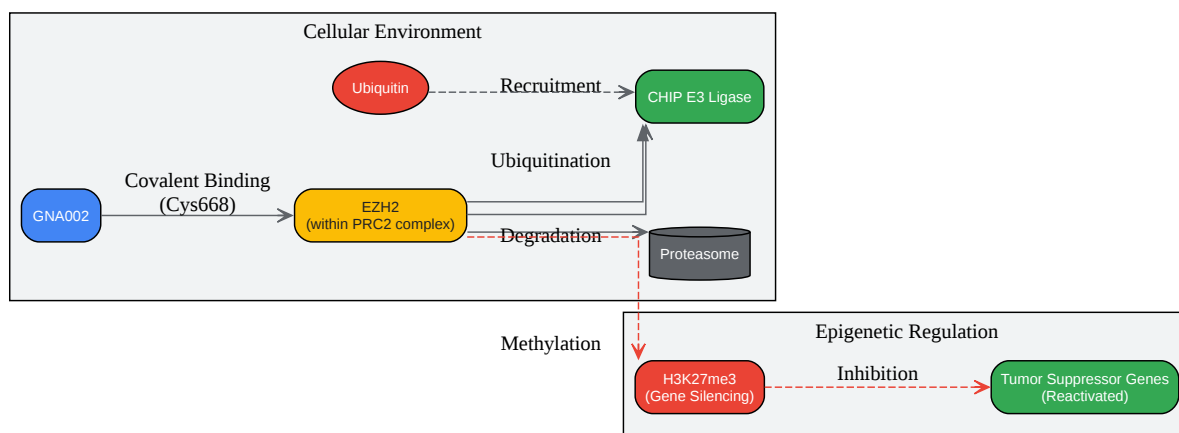 Cellular Environment
Ubiquitin
Recruitment
CHIP E3 Ligase
Ubiquitination
Covalent Binding
(Cys668)
GNA002
EZH2
(within PRC2 complex)
Degradation
Proteasome
Methylation
Epigenetic Regulation
H3K27me3
(Gene Silencing)
Inhibition
Tumor Suppressor Genes
(Reactivated)